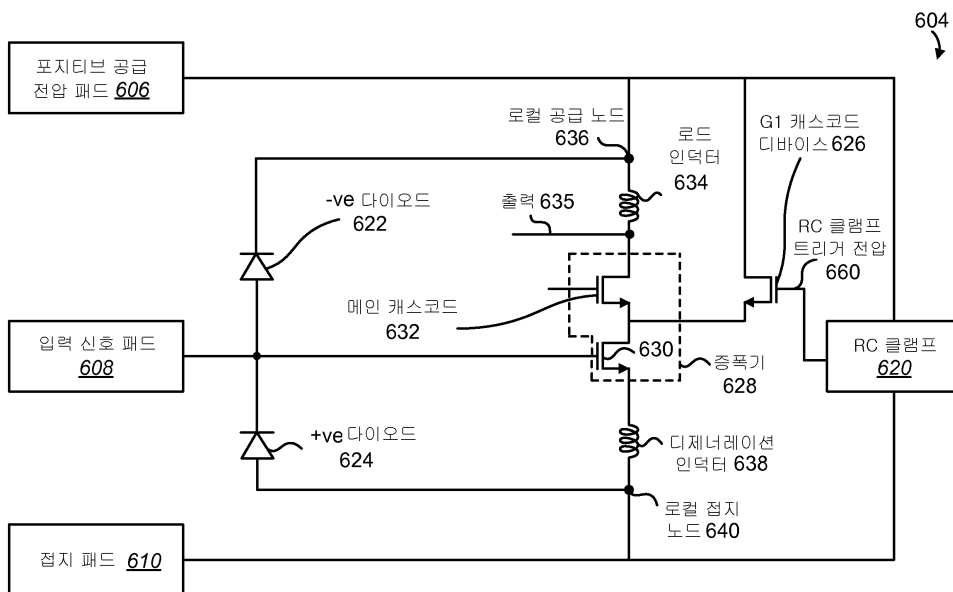 604
포지티브 공급
전압 패드 606
로컬 공급 노드
636
로드
인덕터
634
G1 캐스코드
디바이스 626
-ve 다이오드
622
출력 635
RC 클램프
트리거 전압
660
메인 캐스코드
632
입력 신호 패드
608
630
증폭기
628
RC 클램프
620
+ve 다이오드
624
디제너레이션
인덕터 638
로컬 접지
노드 640
접지 패드 610